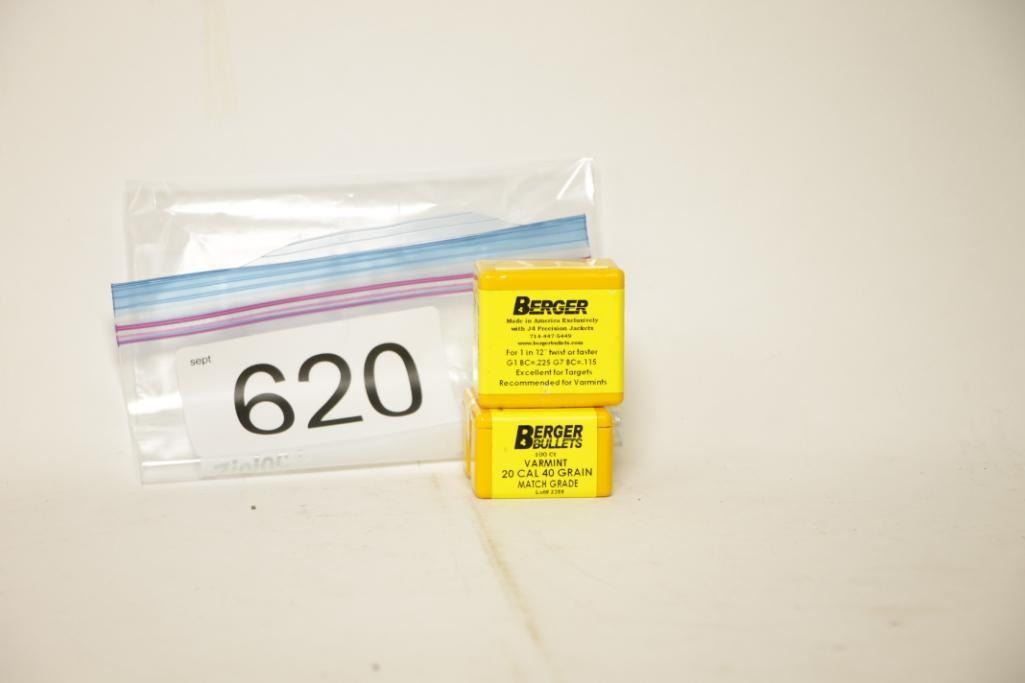 sept
620
BERGER
Made in America Exclusively
with J4 Precision Jackets
714-447-5449
www.bergerbullets.com
For 1 in 12" twist or faster
G1 BC=.225 G7 BC=.115
Excellent for Targets
Recommended for Varmints
BERGER
BULLETS
100 Ct
VARMINT
20 CAL 40 GRAIN
MATCH GRADE
Lot#